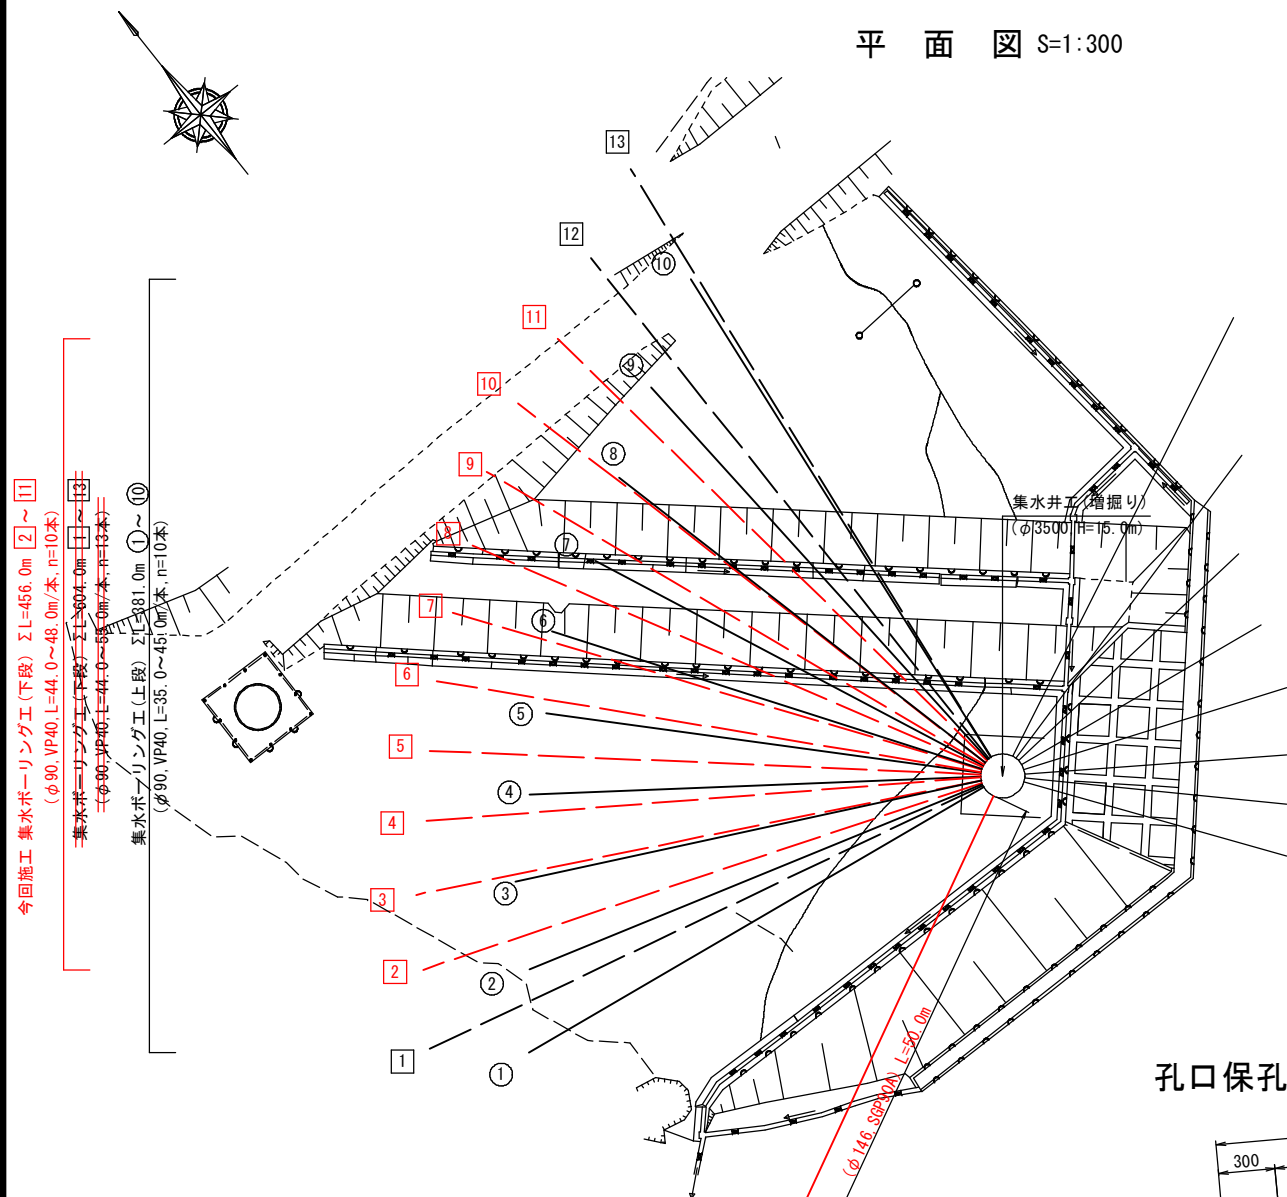 平 面 図 S=1:300
13
12
10
11
9
10
8
9
7
8
6
7
5
6
4
5
3
4
2
3
1
2
1
集水井工(増掘り)
(φ3500 H=15.0m)
今回施工 集水ボーリング工(下段) ΣL=456.0m 2 ~ 11
(φ90, VP40, L=44.0~48.0m/本, n=10本)
集水ボーリング工(下段) ΣL=604.0m 1 ~ 13
(φ90, VP40, L=44.0~55.0m/本, n=13本)
集水ボーリング工(上段) ΣL=381.0m 1 ~ 10
(φ90, VP40, L=35.0~45.0m/本, n=10本)
(φ146, SGP90A) L=50.0m
孔口保孔
300